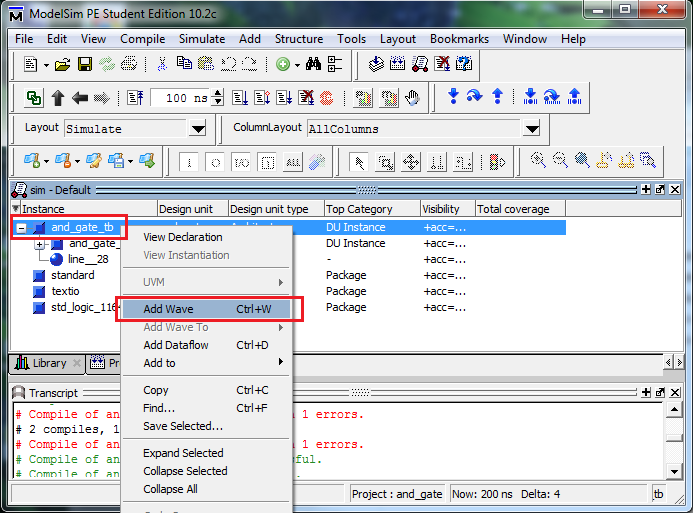 ModelSim PE Student Edition 10.2c
File Edit View Compile Simulate Add Structure Tools Layout Bookmarks Window Help
100 ns
Layout Simulate ColumnLayout AllColumns
ALL
sim - Default
Instance Design unit Design unit type Top Category Visibility Total coverage
and_gate_tb DU Instance +acc=...
and_gate_ DU Instance +acc=...
line__28 - +acc=...
standard Package +acc=...
textio Package +acc=...
std_logic_116 Package +acc=...
View Declaration
View Instantiation
UVM
Add Wave Ctrl+W
Add Wave To
Add Dataflow Ctrl+D
Add to
Copy Ctrl+C
Find... Ctrl+F
Save Selected...
Expand Selected
Collapse Selected
Collapse All
Library Pr
Transcript
# Compile of an 1 errors.
# 2 compiles, 1
# Compile of an 1 errors.
# Compile of an ful.
# Compile of an
Project : and_gate Now: 200 ns Delta: 4 tb